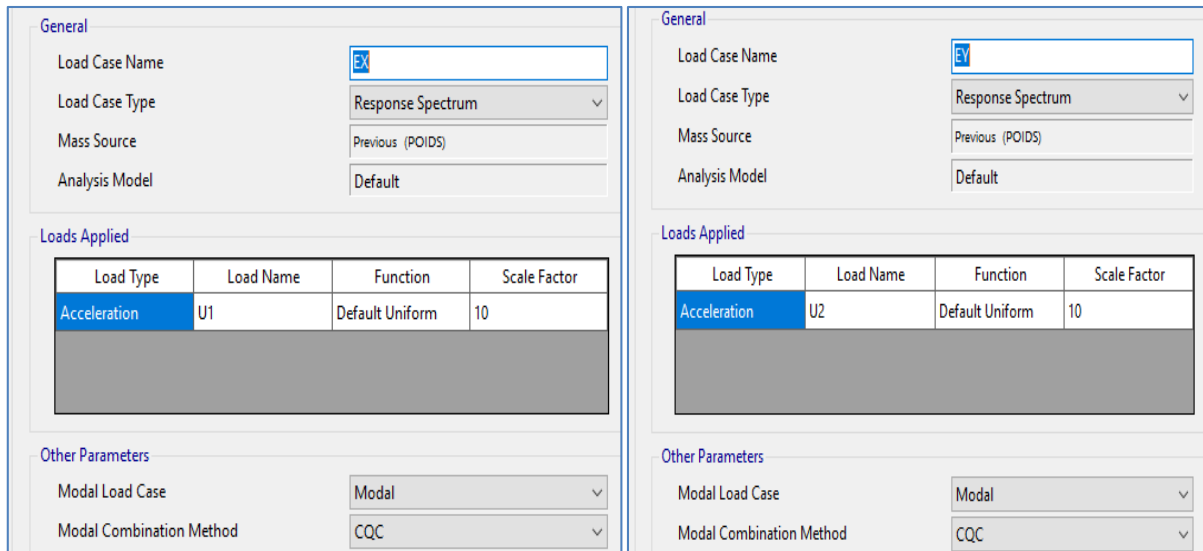 General
Load Case Name EX
Load Case Type Response Spectrum
Mass Source Previous (POIDS)
Analysis Model Default
Loads Applied
Load Type Load Name Function Scale Factor
Acceleration U1 Default Uniform 10
Other Parameters
Modal Load Case Modal
Modal Combination Method CQC
General
Load Case Name EY
Load Case Type Response Spectrum
Mass Source Previous (POIDS)
Analysis Model Default
Loads Applied
Load Type Load Name Function Scale Factor
Acceleration U2 Default Uniform 10
Other Parameters
Modal Load Case Modal
Modal Combination Method CQC